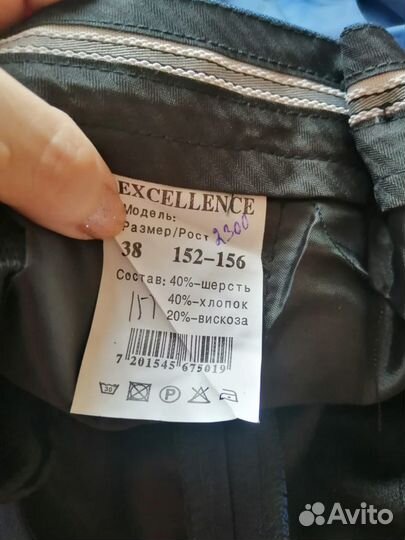 EXCELLENCE
Модель:
Размер/Рост 2300
38 152-156
Состав: 40%-шерсть
40%-хлопок
20%-вискоза
7 201545 675019
30
P
Avito